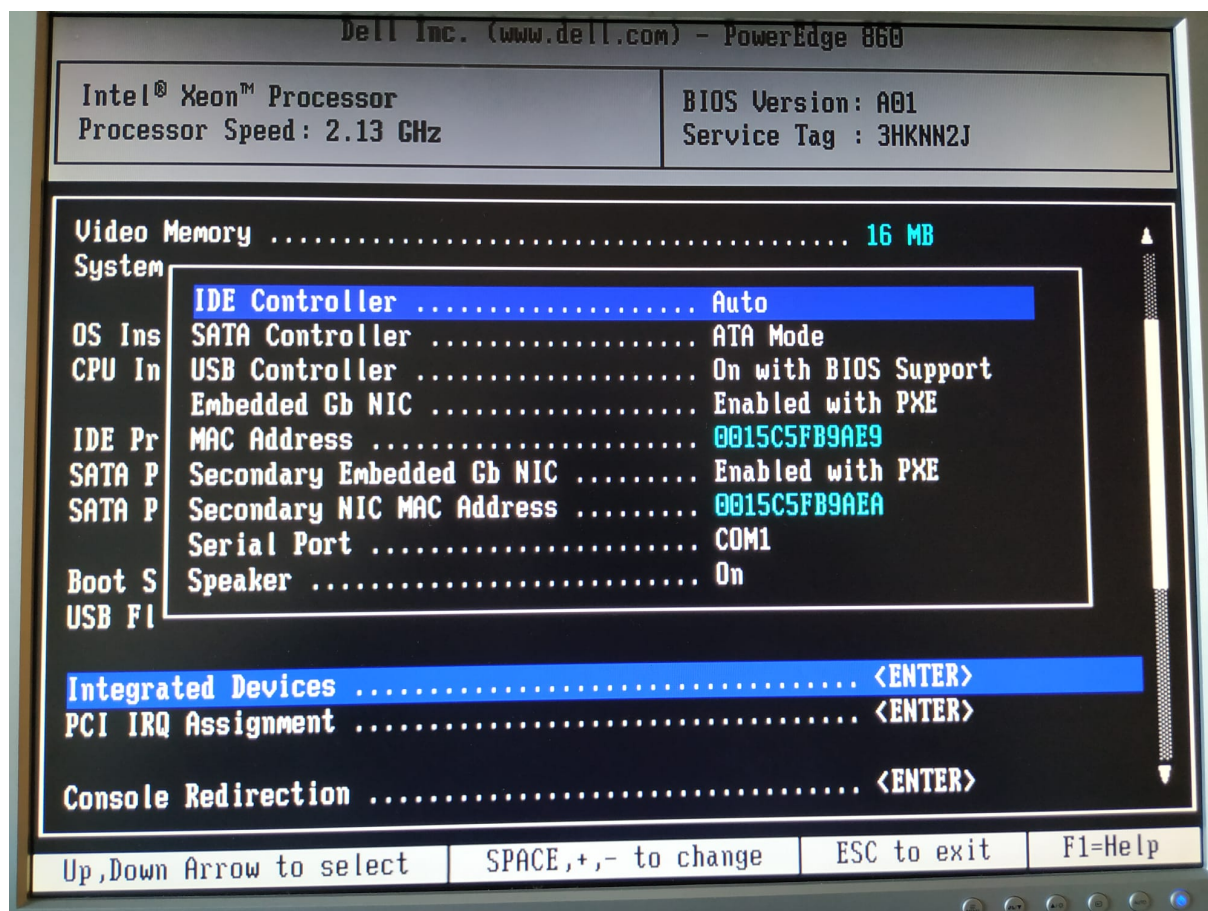 Dell Inc. (www.dell.com) - PowerEdge 860
Intel® Xeon™ Processor
Processor Speed: 2.13 GHz
BIOS Version: A01
Service Tag : 3HKNN2J
Video Memory ............................................... 16 MB
System
IDE Controller .................... Auto
OS Ins
SATA Controller ................... ATA Mode
CPU In
USB Controller .................... On with BIOS Support
Embedded Gb NIC ................... Enabled with PXE
IDE Pr
MAC Address ....................... 0015C5FB9AE9
SATA P
Secondary Embedded Gb NIC ......... Enabled with PXE
SATA P
Secondary NIC MAC Address ......... 0015C5FB9AEA
Serial Port ....................... COM1
Boot S
Speaker ........................... On
USB Fl
Integrated Devices ..................................... <ENTER>
PCI IRQ Assignment ..................................... <ENTER>
Console Redirection .................................... <ENTER>
Up,Down Arrow to select
SPACE,+,- to change
ESC to exit
F1=Help